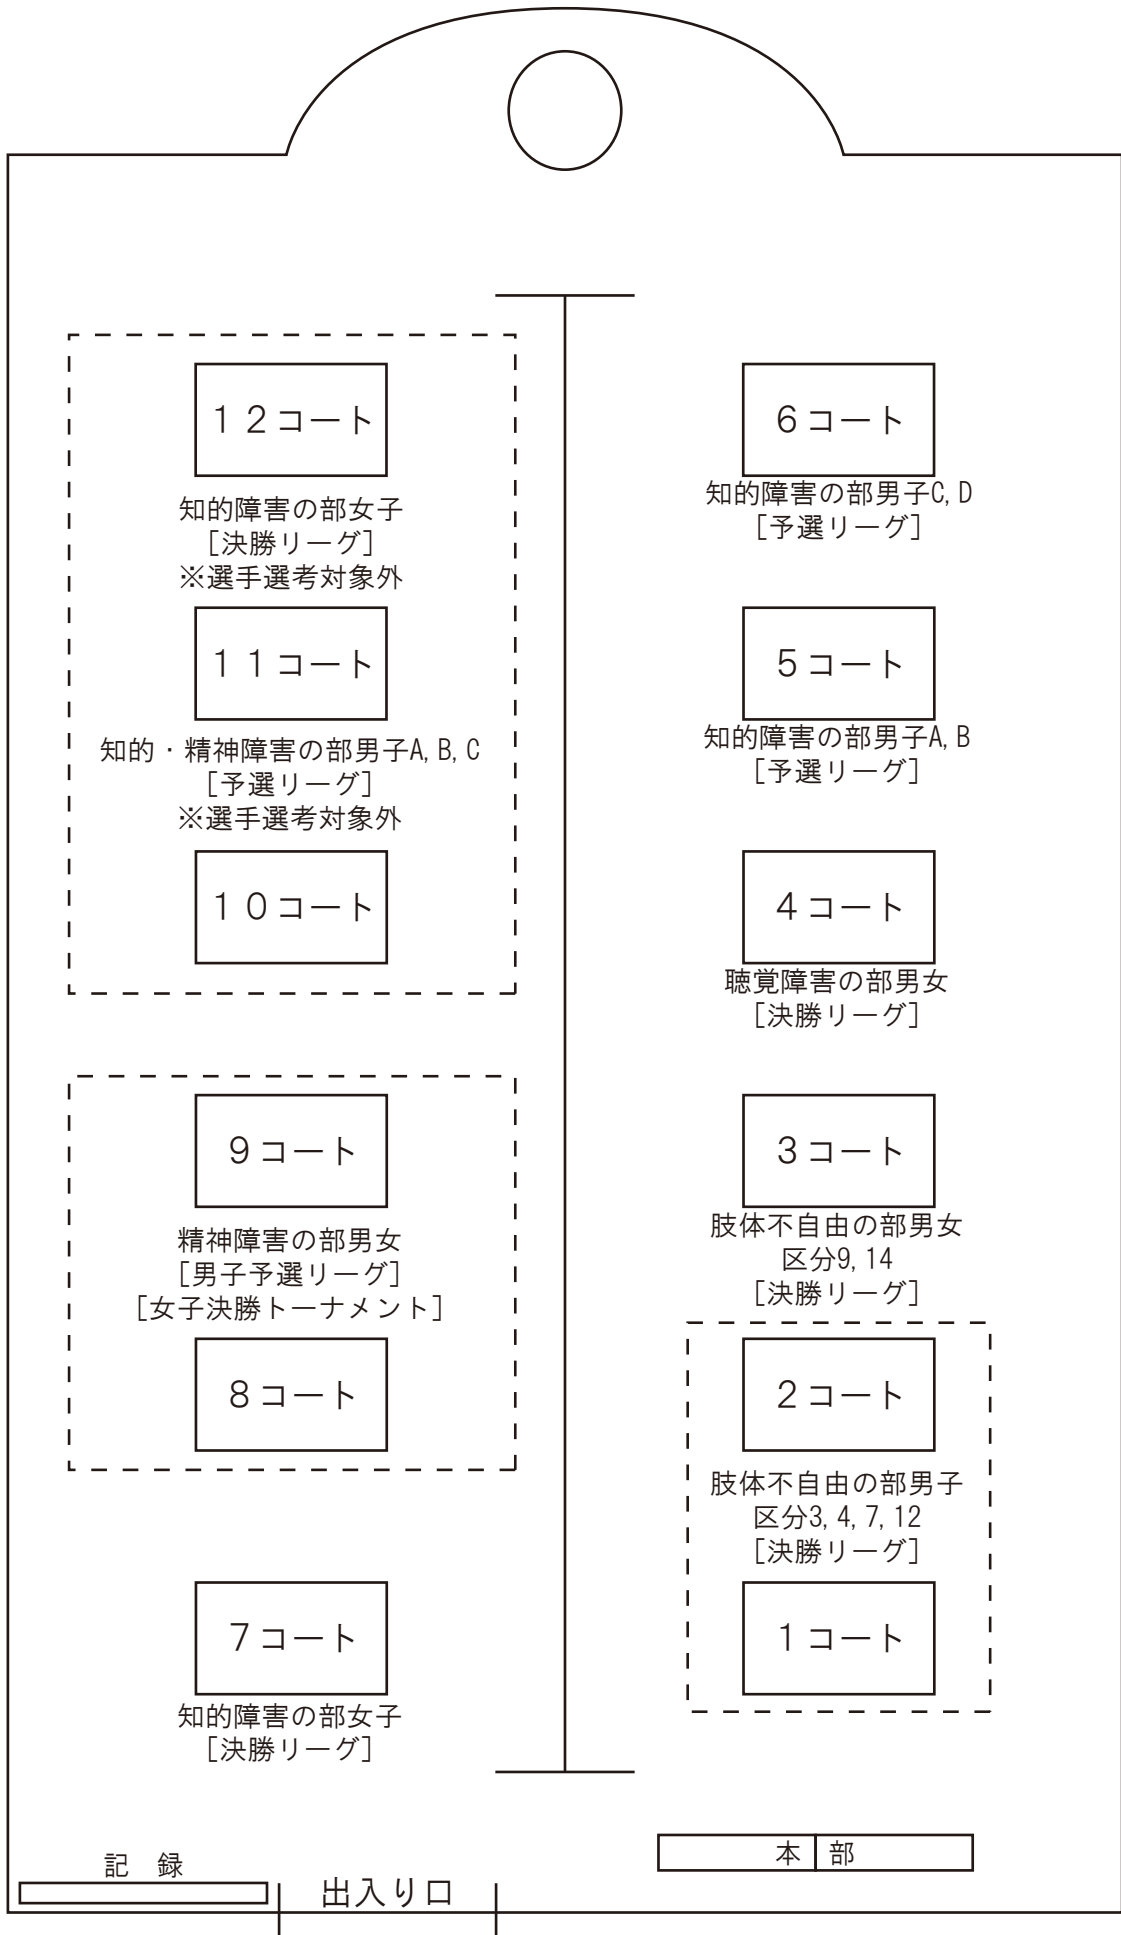 12コート
知的障害の部女子
[決勝リーグ]
※選手選考対象外
11コート
知的・精神障害の部男子A,B,C
[予選リーグ]
※選手選考対象外
10コート
9コート
精神障害の部男女
[男子予選リーグ]
[女子決勝トーナメント]
8コート
7コート
知的障害の部女子
[決勝リーグ]
6コート
知的障害の部男子C,D
[予選リーグ]
5コート
知的障害の部男子A,B
[予選リーグ]
4コート
聴覚障害の部男女
[決勝リーグ]
3コート
肢体不自由の部男女
区分9,14
[決勝リーグ]
2コート
肢体不自由の部男子
区分3,4,7,12
[決勝リーグ]
1コート
記 録
出入り口
本 部